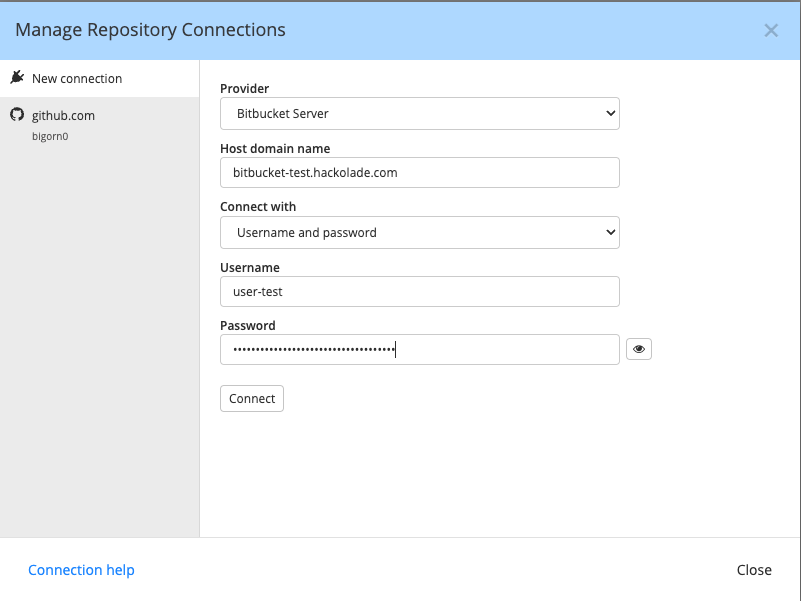 Manage Repository Connections
New connection
github.com
bigorn0
Provider
Bitbucket Server
Host domain name
bitbucket-test.hackolade.com
Connect with
Username and password
Username
user-test
Password
••••••••••••••••••••••••••••••••••••
Connect
Connection help
Close